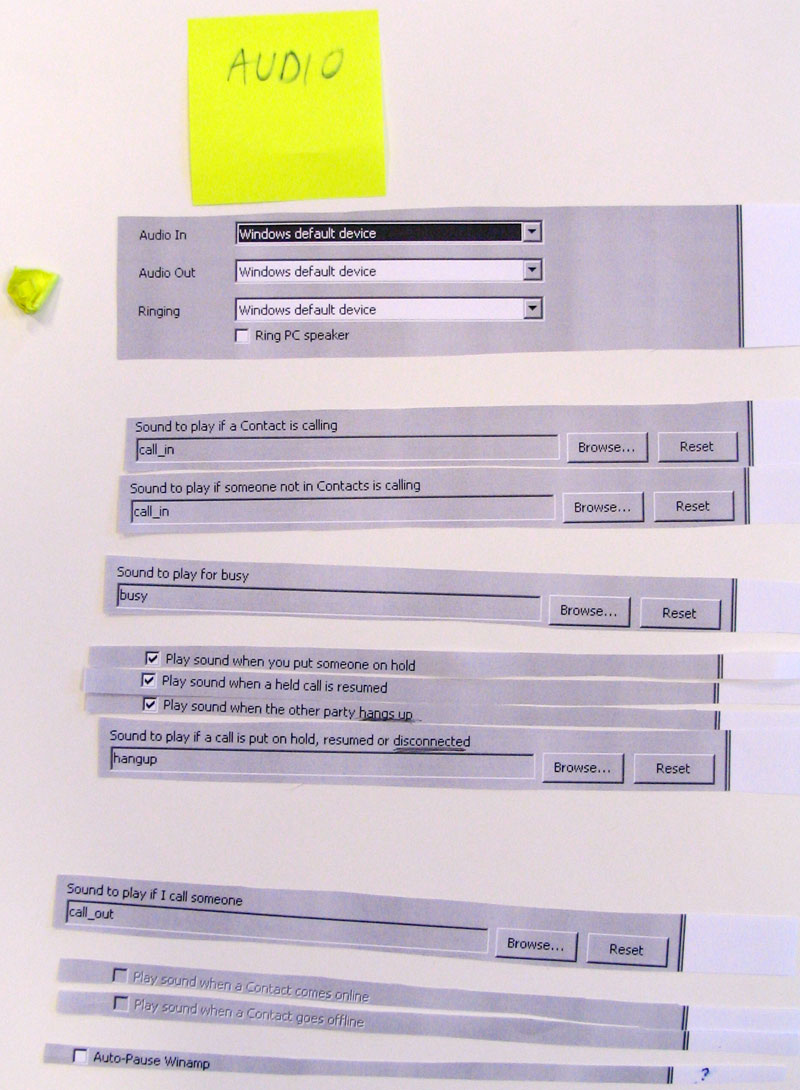 AUDIO
Audio In Windows default device
Audio Out Windows default device
Ringing Windows default device
Ring PC speaker
Sound to play if a Contact is calling
call_in Browse... Reset
Sound to play if someone not in Contacts is calling
call_in Browse... Reset
Sound to play for busy
busy Browse... Reset
Play sound when you put someone on hold
Play sound when a held call is resumed
Play sound when the other party hangs up
Sound to play if a call is put on hold, resumed or disconnected
hangup Browse... Reset
Sound to play if I call someone
call_out Browse... Reset
Play sound when a Contact comes online
Play sound when a Contact goes offline
Auto-Pause Winamp ?